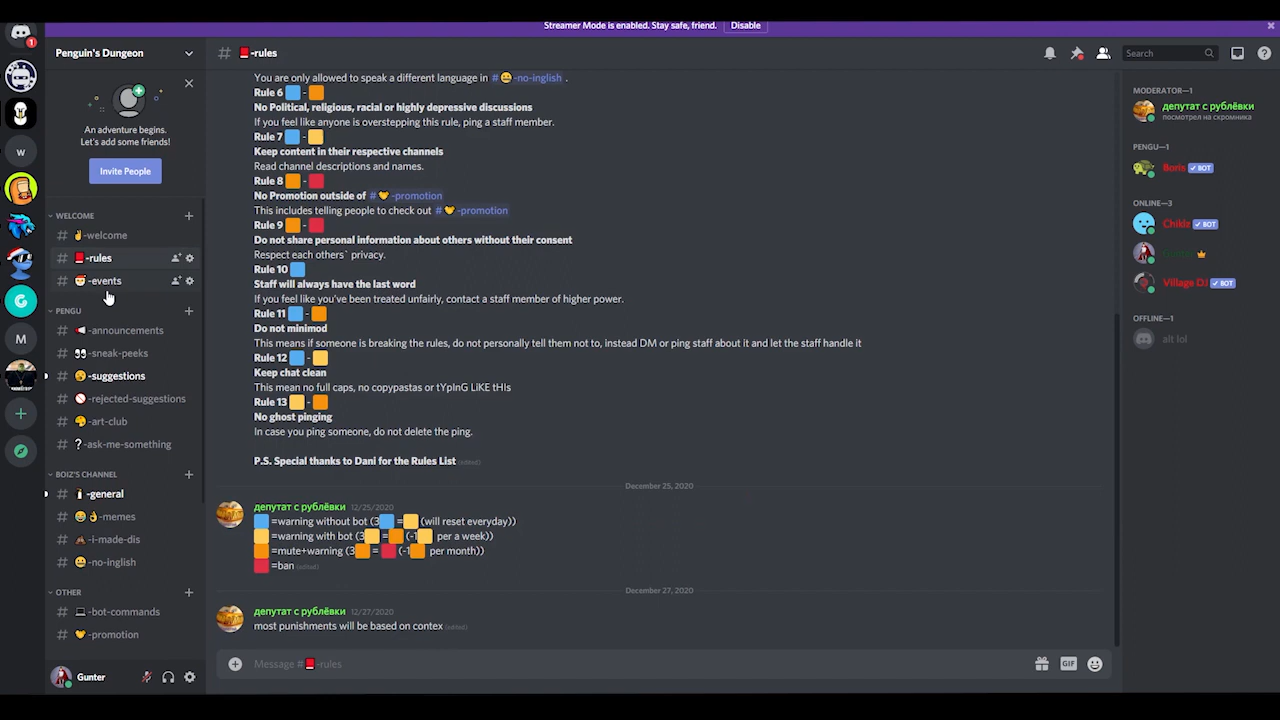 Streamer Mode is enabled. Stay safe, friend. Disable
1
Penguin's Dungeon
An adventure begins.
Let's add some friends!
Invite People
WELCOME
-welcome
-rules
-events
PENGU
-announcements
-sneak-peeks
-suggestions
-rejected-suggestions
-art-club
-ask-me-something
BOIZ'S CHANNEL
-general
-memes
-i-made-dis
-no-inglish
OTHER
-bot-commands
-promotion
Gunter
W
M
# -rules
Search
You are only allowed to speak a different language in # -no-inglish .
Rule 6 -
No Political, religious, racial or highly depressive discussions
If you feel like anyone is overstepping this rule, ping a staff member.
Rule 7 -
Keep content in their respective channels
Read channel descriptions and names.
Rule 8 -
No Promotion outside of # -promotion
This includes telling people to check out # -promotion
Rule 9 -
Do not share personal information about others without their consent
Respect each others` privacy.
Rule 10
Staff will always have the last word
If you feel like you've been treated unfairly, contact a staff member of higher power.
Rule 11 -
Do not minimod
This means if someone is breaking the rules, do not personally tell them not to, instead DM or ping staff about it and let the staff handle it
Rule 12 -
Keep chat clean
This mean no full caps, no copypastas or tYpInG LiKE tHIs
Rule 13 -
No ghost pinging
In case you ping someone, do not delete the ping.
P.S. Special thanks to Dani for the Rules List (edited)
December 25, 2020
депутат с рублёвки 12/25/2020
=warning without bot (3 = (will reset everyday))
=warning with bot (3 = (-1 per a week))
=mute+warning (3 = (-1 per month))
=ban (edited)
December 27, 2020
депутат с рублёвки 12/27/2020
most punishments will be based on contex (edited)
Message # -rules
GIF
MODERATOR—1
депутат с рублёвки
посмотрел на скромника
PENGU—1
Boris BOT
ONLINE—3
Chikle BOT
Gunter
Village DJ BOT
OFFLINE—1
alt lol